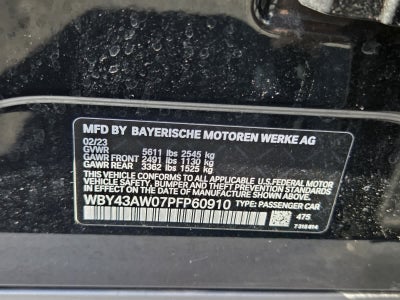 MFD BY BAYERISCHE MOTOREN WERKE AG
02/23
GVWR 5611 lbs 2545 kg
GAWR FRONT 2491 lbs 1130 kg
GAWR REAR 3362 lbs 1525 kg
THIS VEHICLE CONFORMS TO ALL APPLICABLE U.S.FEDERAL MOTOR
VEHICLE SAFETY, BUMPER, AND THEFT PREVENTION STANDARDS
IN EFFECT ON THE DATE OF MANUFACTURE SHOWN ABOVE.
WBY43AW07PFP60910 TYPE: PASSENGER CAR
475